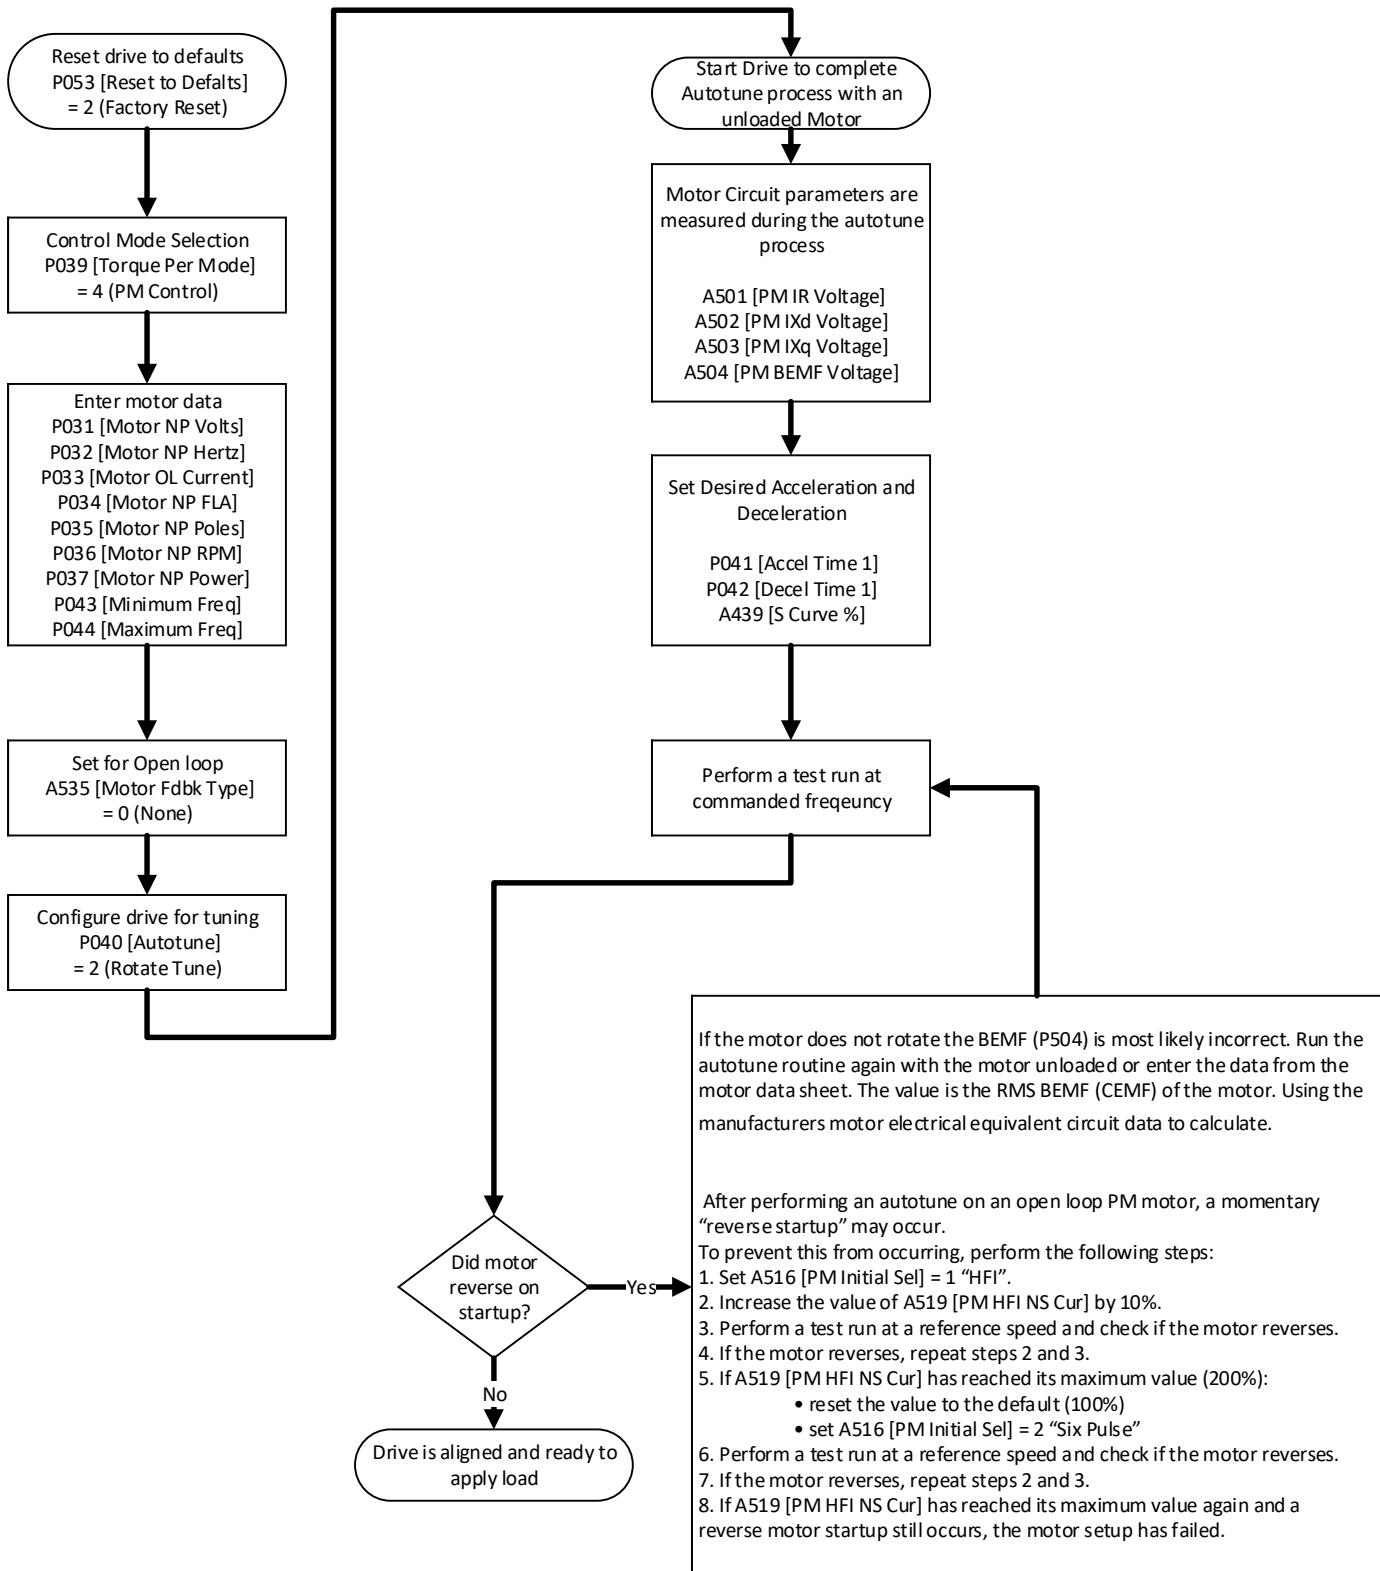 Reset drive to defaults
P053 [Reset to Defalts]
= 2 (Factory Reset)
Control Mode Selection
P039 [Torque Per Mode]
= 4 (PM Control)
Enter motor data
P031 [Motor NP Volts]
P032 [Motor NP Hertz]
P033 [Motor OL Current]
P034 [Motor NP FLA]
P035 [Motor NP Poles]
P036 [Motor NP RPM]
P037 [Motor NP Power]
P043 [Minimum Freq]
P044 [Maximum Freq]
Set for Open loop
A535 [Motor Fdbk Type]
= 0 (None)
Configure drive for tuning
P040 [Autotune]
= 2 (Rotate Tune)
Start Drive to complete
Autotune process with an
unloaded Motor
Motor Circuit parameters are
measured during the autotune
process
A501 [PM IR Voltage]
A502 [PM IXd Voltage]
A503 [PM IXq Voltage]
A504 [PM BEMF Voltage]
Set Desired Acceleration and
Deceleration
P041 [Accel Time 1]
P042 [Decel Time 1]
A439 [S Curve %]
Perform a test run at
commanded freqeuncy
Did motor
reverse on
startup?
Yes
No
Drive is aligned and ready to
apply load
If the motor does not rotate the BEMF (P504) is most likely incorrect. Run the
autotune routine again with the motor unloaded or enter the data from the
motor data sheet. The value is the RMS BEMF (CEMF) of the motor. Using the
manufacturers motor electrical equivalent circuit data to calculate.
After performing an autotune on an open loop PM motor, a momentary
“reverse startup” may occur.
To prevent this from occurring, perform the following steps:
1. Set A516 [PM Initial Sel] = 1 “HFI”.
2. Increase the value of A519 [PM HFI NS Cur] by 10%.
3. Perform a test run at a reference speed and check if the motor reverses.
4. If the motor reverses, repeat steps 2 and 3.
5. If A519 [PM HFI NS Cur] has reached its maximum value (200%):
• reset the value to the default (100%)
• set A516 [PM Initial Sel] = 2 “Six Pulse”
6. Perform a test run at a reference speed and check if the motor reverses.
7. If the motor reverses, repeat steps 2 and 3.
8. If A519 [PM HFI NS Cur] has reached its maximum value again and a
reverse motor startup still occurs, the motor setup has failed.